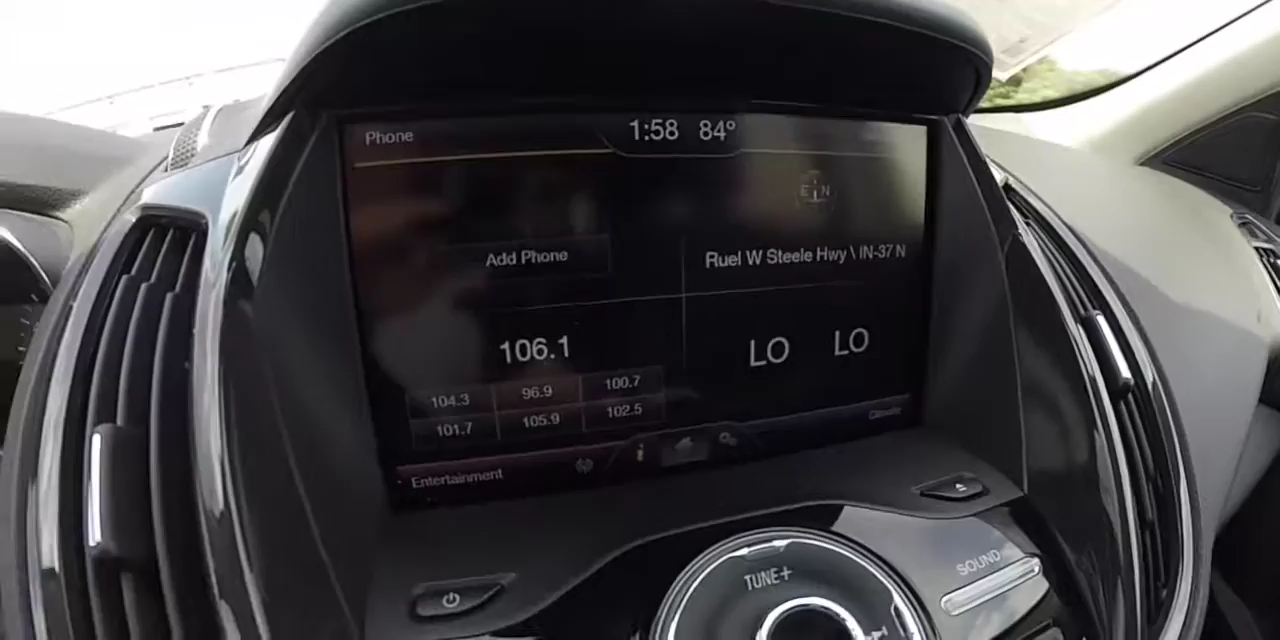 Phone
1:58 84°
E N
Add Phone
Ruel W Steele Hwy \ IN-37 N
106.1
LO LO
104.3 96.9 100.7
101.7 105.9 102.5
Climate
Entertainment
i
TUNE+
SOUND